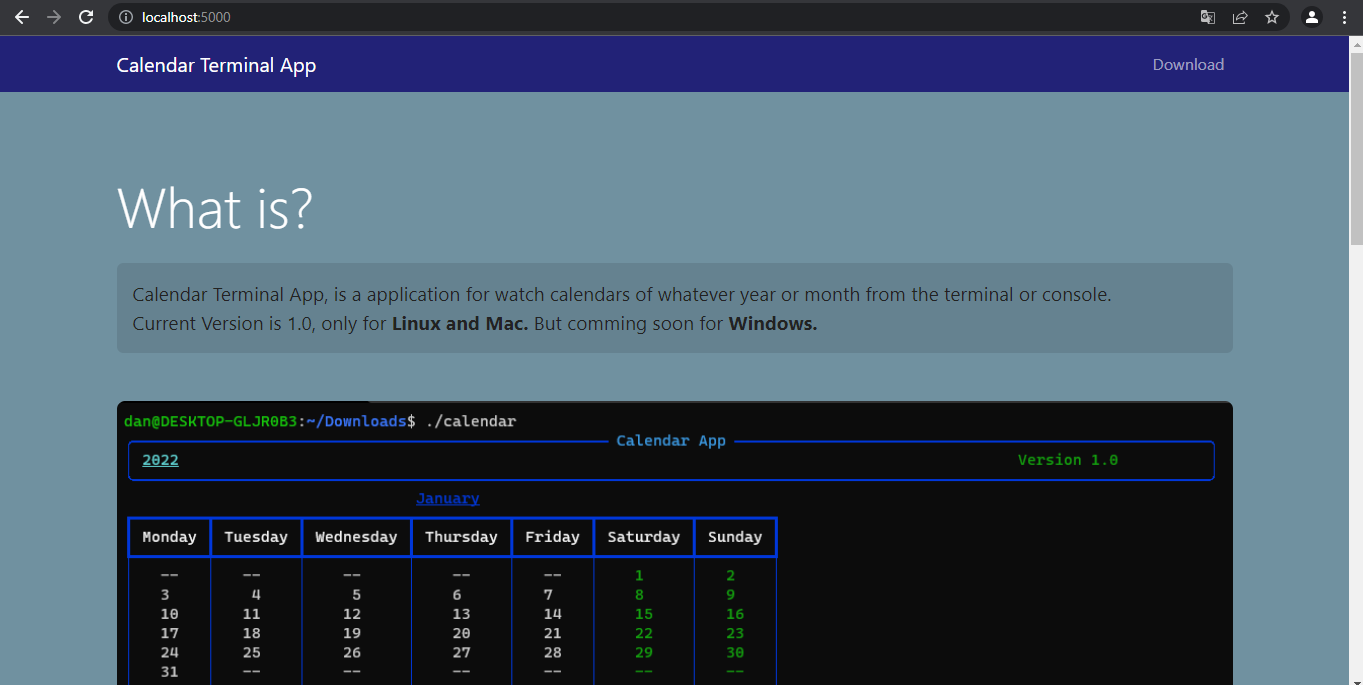 localhost:5000
Calendar Terminal App Download
What is?
Calendar Terminal App, is a application for watch calendars of whatever year or month from the terminal or console.
Current Version is 1.0, only for Linux and Mac. But comming soon for Windows.
dan@DESKTOP-GLJR0B3:~/Downloads$ ./calendar
Calendar App
2022 Version 1.0
January
Monday Tuesday Wednesday Thursday Friday Saturday Sunday
-- -- -- -- -- 1 2
3 4 5 6 7 8 9
10 11 12 13 14 15 16
17 18 19 20 21 22 23
24 25 26 27 28 29 30
31 -- -- -- -- -- --